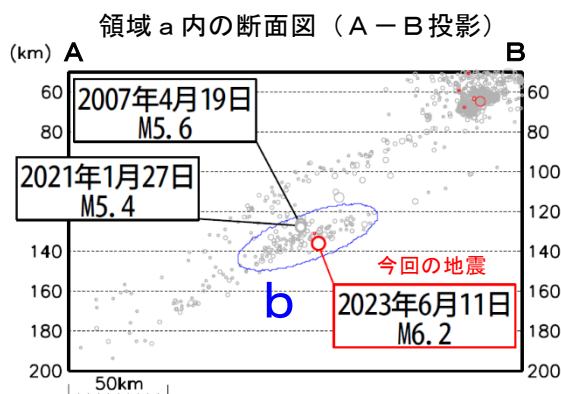 領域a内の断面図（A－B投影）
(km) A B
2007年4月19日
M5.6
2021年1月27日
M5.4
60 60
80 80
100 100
120 120
140 140
160 160
180 180
200 200
今回の地震
b
2023年6月11日
M6.2
50km